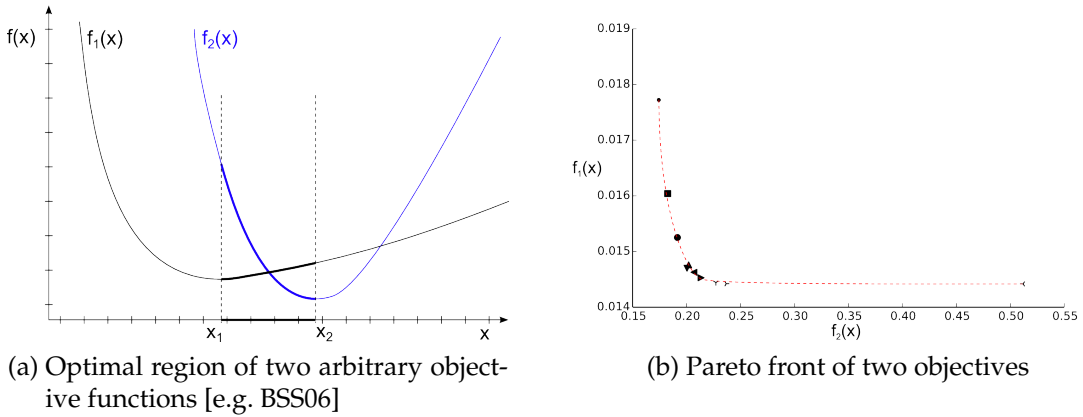 f(x)
f₁(x)
f₂(x)
x₁
x₂
x
(a) Optimal region of two arbitrary object-
ive functions [e.g. BSS06]
0.019
0.018
0.017
f₁(x)
0.016
0.015
0.014
0.15 0.20 0.25 0.30 0.35 0.40 0.45 0.50 0.55
f₂(x)
(b) Pareto front of two objectives